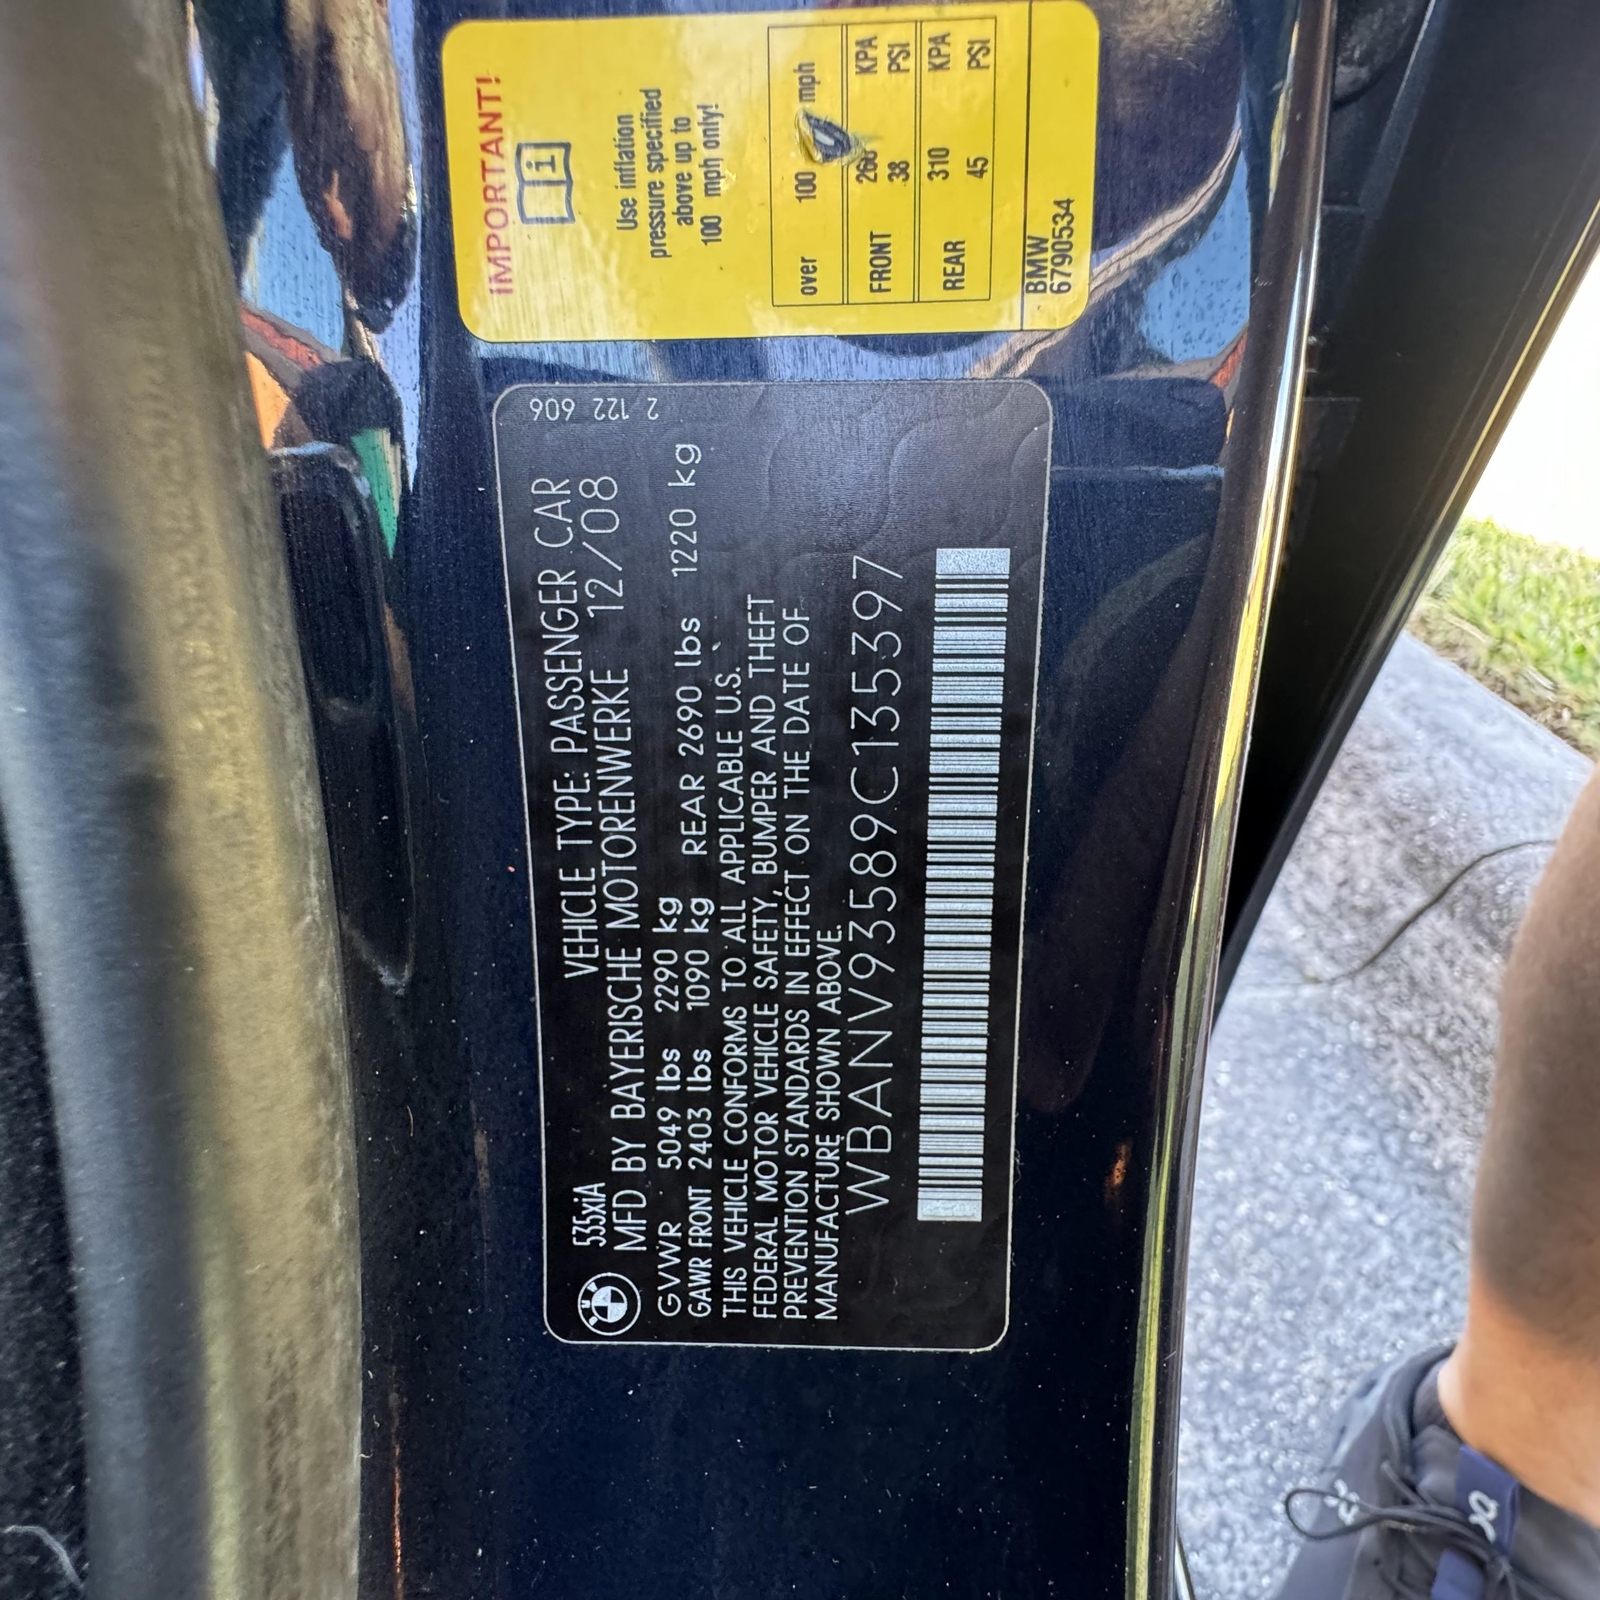 IMPORTANT!
i
Use inflation
pressure specified
above up to
100 mph only!
over 100 mph
FRONT 260 KPA
38 PSI
REAR 310 KPA
45 PSI
BMW
6790534
2 122 606
535xiA VEHICLE TYPE: PASSENGER CAR
MFD BY BAYERISCHE MOTORENWERKE 12/08
GVWR 5049 lbs 2290 kg
GAWR FRONT 2403 lbs 1090 kg REAR 2690 lbs 1220 kg
THIS VEHICLE CONFORMS TO ALL APPLICABLE U.S.
FEDERAL MOTOR VEHICLE SAFETY, BUMPER AND THEFT
PREVENTION STANDARDS IN EFFECT ON THE DATE OF
MANUFACTURE SHOWN ABOVE.
WBANV93589C135397
BMW